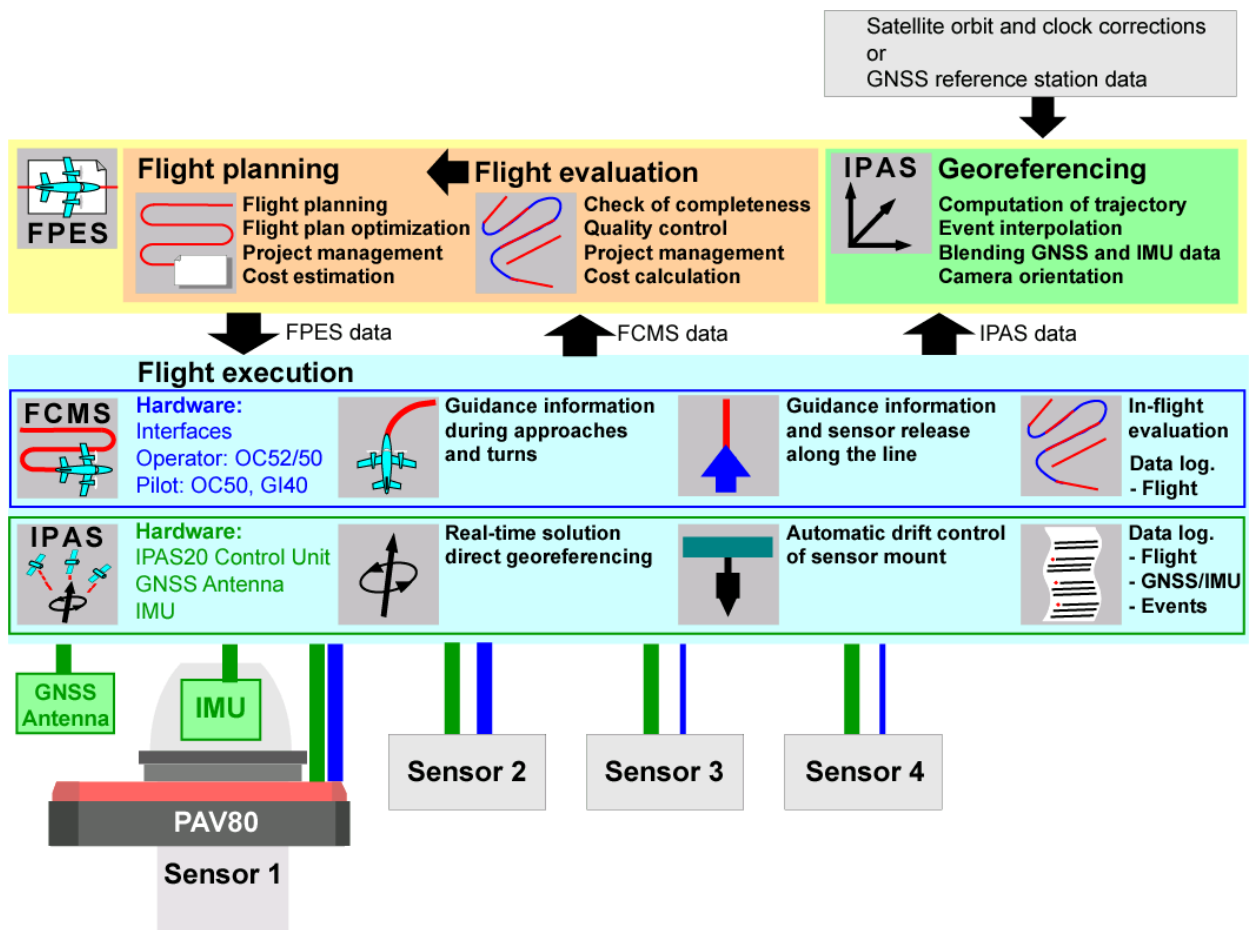 Satellite orbit and clock corrections
or
GNSS reference station data
FPES
Flight planning
Flight planning
Flight plan optimization
Project management
Cost estimation
Flight evaluation
Check of completeness
Quality control
Project management
Cost calculation
IPAS
Georeferencing
Computation of trajectory
Event interpolation
Blending GNSS and IMU data
Camera orientation
FPES data
FCMS data
IPAS data
Flight execution
FCMS
Hardware:
Interfaces
Operator: OC52/50
Pilot: OC50, GI40
Guidance information
during approaches
and turns
Guidance information
and sensor release
along the line
In-flight
evaluation
Data log.
- Flight
IPAS
Hardware:
IPAS20 Control Unit
GNSS Antenna
IMU
Real-time solution
direct georeferencing
Automatic drift control
of sensor mount
Data log.
- Flight
- GNSS/IMU
- Events
GNSS
Antenna
IMU
PAV80
Sensor 1
Sensor 2
Sensor 3
Sensor 4